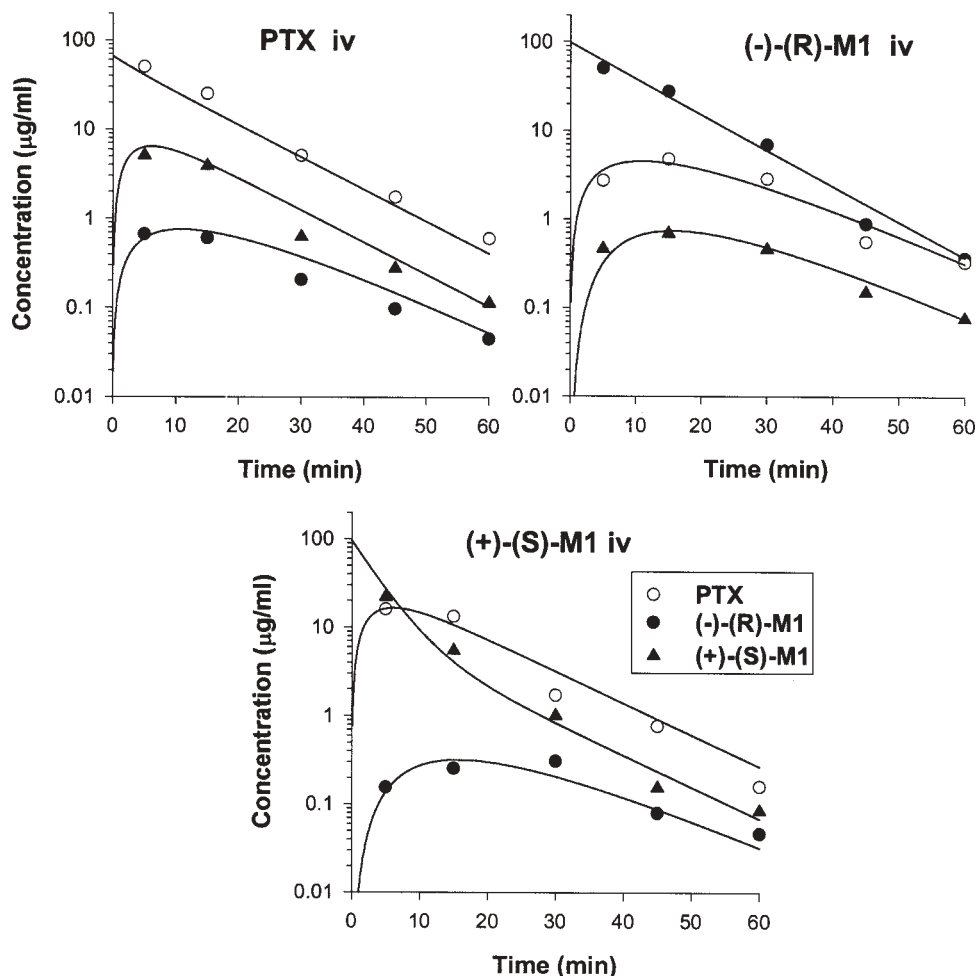 PTX iv
Concentration (µg/ml)
100
10
1
0.1
0.01
0 10 20 30 40 50 60
Time (min)
(-)-(R)-M1 iv
100
10
1
0.1
0.01
0 10 20 30 40 50 60
Time (min)
(+)-(S)-M1 iv
Concentration (µg/ml)
100
10
1
0.1
0.01
0 10 20 30 40 50 60
Time (min)
PTX
(-)-(R)-M1
(+)-(S)-M1